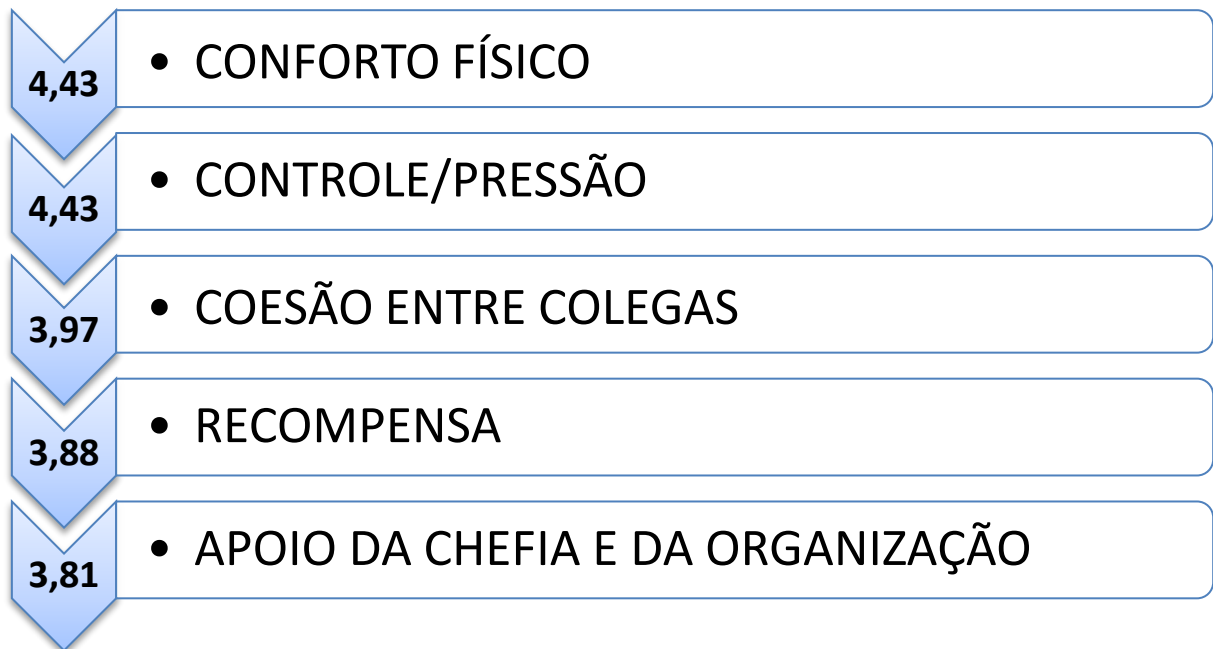 4,43
• CONFORTO FÍSICO
4,43
• CONTROLE/PRESSÃO
3,97
• COESÃO ENTRE COLEGAS
3,88
• RECOMPENSA
3,81
• APOIO DA CHEFIA E DA ORGANIZAÇÃO